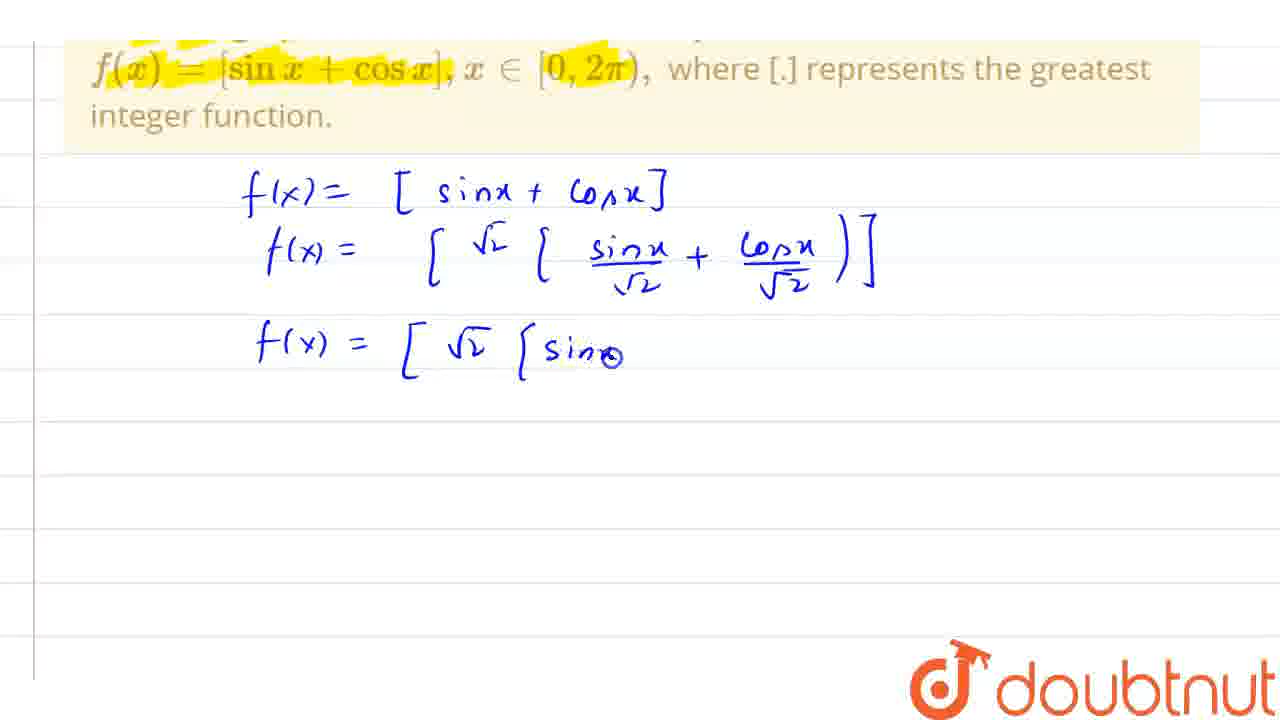 f(x) = [sin x + cos x], x ∈ [0, 2π), where [.] represents the greatest
integer function.
f(x) = [ sinx + cosx ]
f(x) = [ √2 ( sinx/√2 + cosx/√2 ) ]
f(x) = [ √2 ( sinx
doubtnut